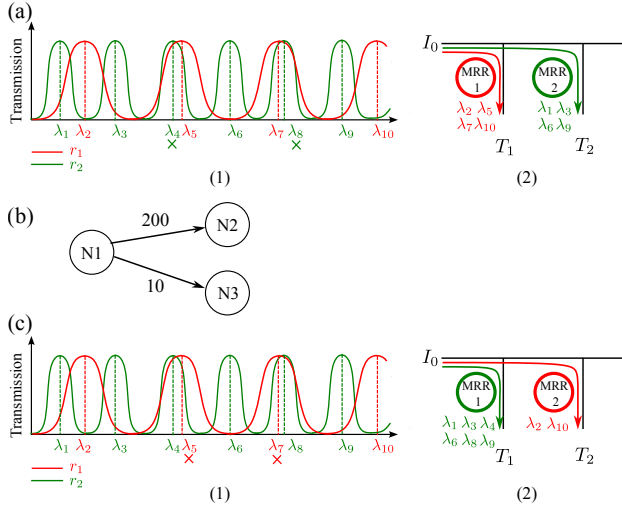 (a)
Transmission
λ1 λ2 λ3 λ4 λ5 λ6 λ7 λ8 λ9 λ10
× ×
r1
r2
(1)
I0
MRR 1
MRR 2
λ2 λ5
λ7 λ10
λ1 λ3
λ6 λ9
T1
T2
(2)
(b)
200
N2
N1
10
N3
(c)
Transmission
λ1 λ2 λ3 λ4 λ5 λ6 λ7 λ8 λ9 λ10
× ×
r1
r2
(1)
I0
MRR 1
MRR 2
λ1 λ3 λ4
λ6 λ8 λ9
λ2 λ10
T1
T2
(2)